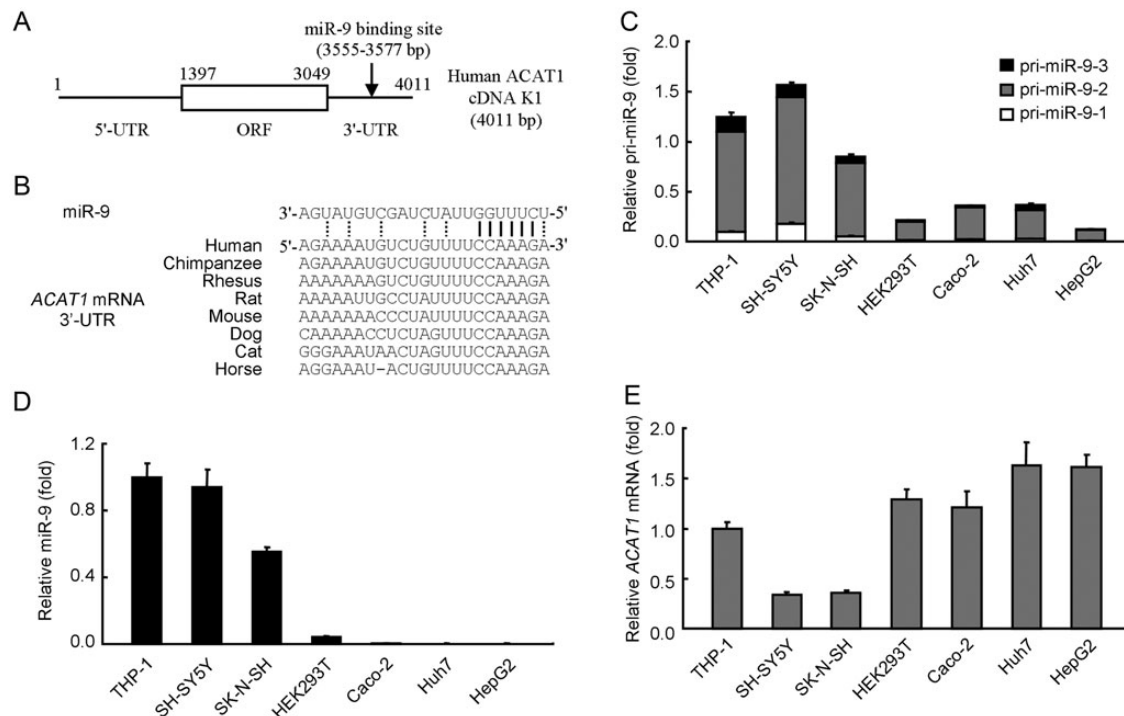 A
miR-9 binding site
(3555-3577 bp)
1
1397
3049
4011
5'-UTR
ORF
3'-UTR
Human ACAT1
cDNA K1
(4011 bp)
B
miR-9
3'-AGUAUGUCGAUCUAUUGGUUUCU-5'
Human
5'-AGAAAAAUGUCUGUUUUCCAAAGA-3'
Chimpanzee
AGAAAAAUGUCUGUUUUCCAAAGA
Rhesus
AAAAAAAGUCUGUUUUCCAAAGA
Rat
AAAAAUUGCCUAUUUUCCAAAGA
Mouse
AAAAAAACCCUAUUUUCCAAAGA
Dog
CAAAAAACCUCUAGUUUCCAAAGA
Cat
GGGAAAUAACUAGUUUCCAAAGA
Horse
AGGAAAU-ACUGUUUUCCAAAGA
ACAT1 mRNA
3'-UTR
C
Relative pri-miR-9 (fold)
2.0
1.5
1.0
0.5
0.0
pri-miR-9-3
pri-miR-9-2
pri-miR-9-1
THP-1
SH-SY5Y
SK-N-SH
HEK293T
Caco-2
Huh7
HepG2
D
Relative miR-9 (fold)
1.2
0.8
0.4
0.0
THP-1
SH-SY5Y
SK-N-SH
HEK293T
Caco-2
Huh7
HepG2
E
Relative ACAT1 mRNA (fold)
2.0
1.5
1.0
0.5
0.0
THP-1
SH-SY5Y
SK-N-SH
HEK293T
Caco-2
Huh7
HepG2